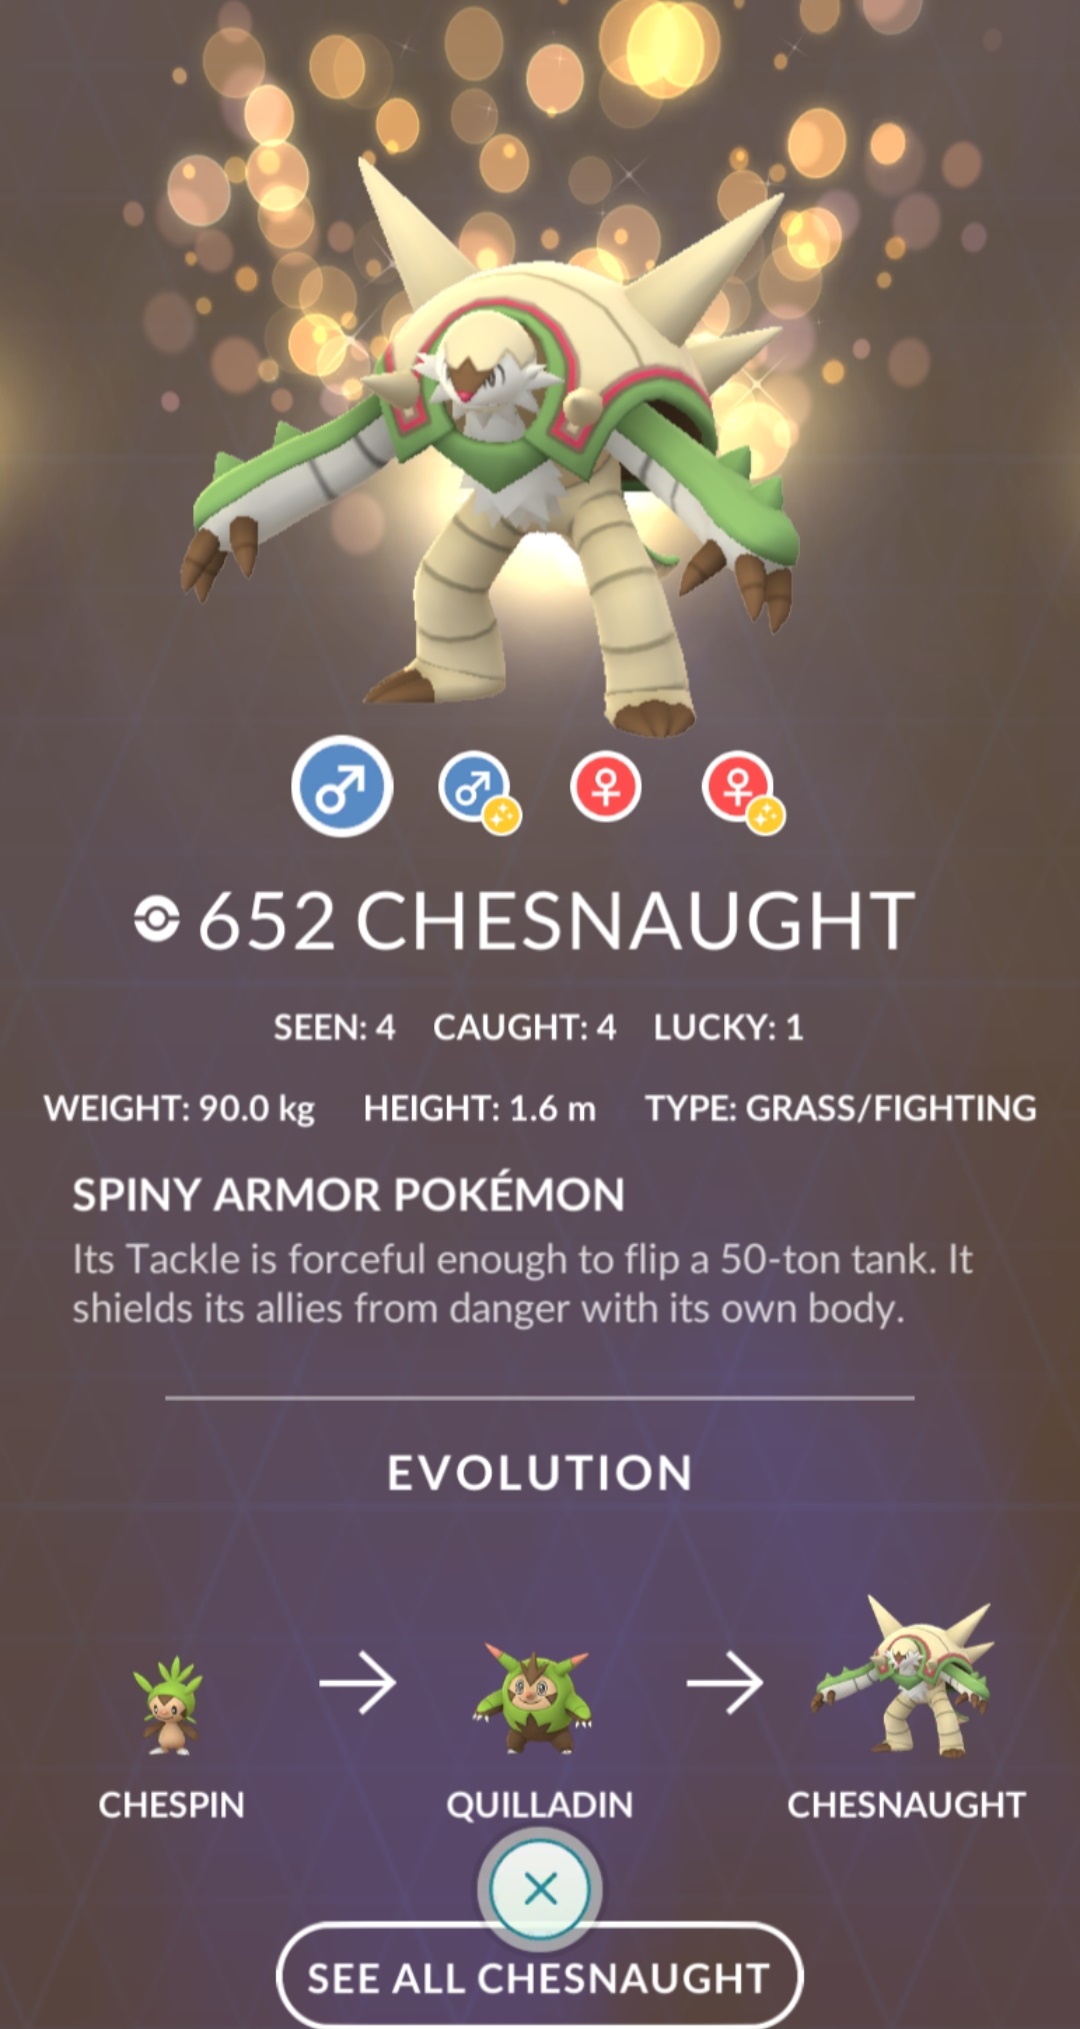 652 CHESNAUGHT
SEEN: 4 CAUGHT: 4 LUCKY: 1
WEIGHT: 90.0 kg HEIGHT: 1.6 m TYPE: GRASS/FIGHTING
SPINY ARMOR POKÉMON
Its Tackle is forceful enough to flip a 50-ton tank. It
shields its allies from danger with its own body.
EVOLUTION
CHESPIN QUILLADIN CHESNAUGHT
SEE ALL CHESNAUGHT